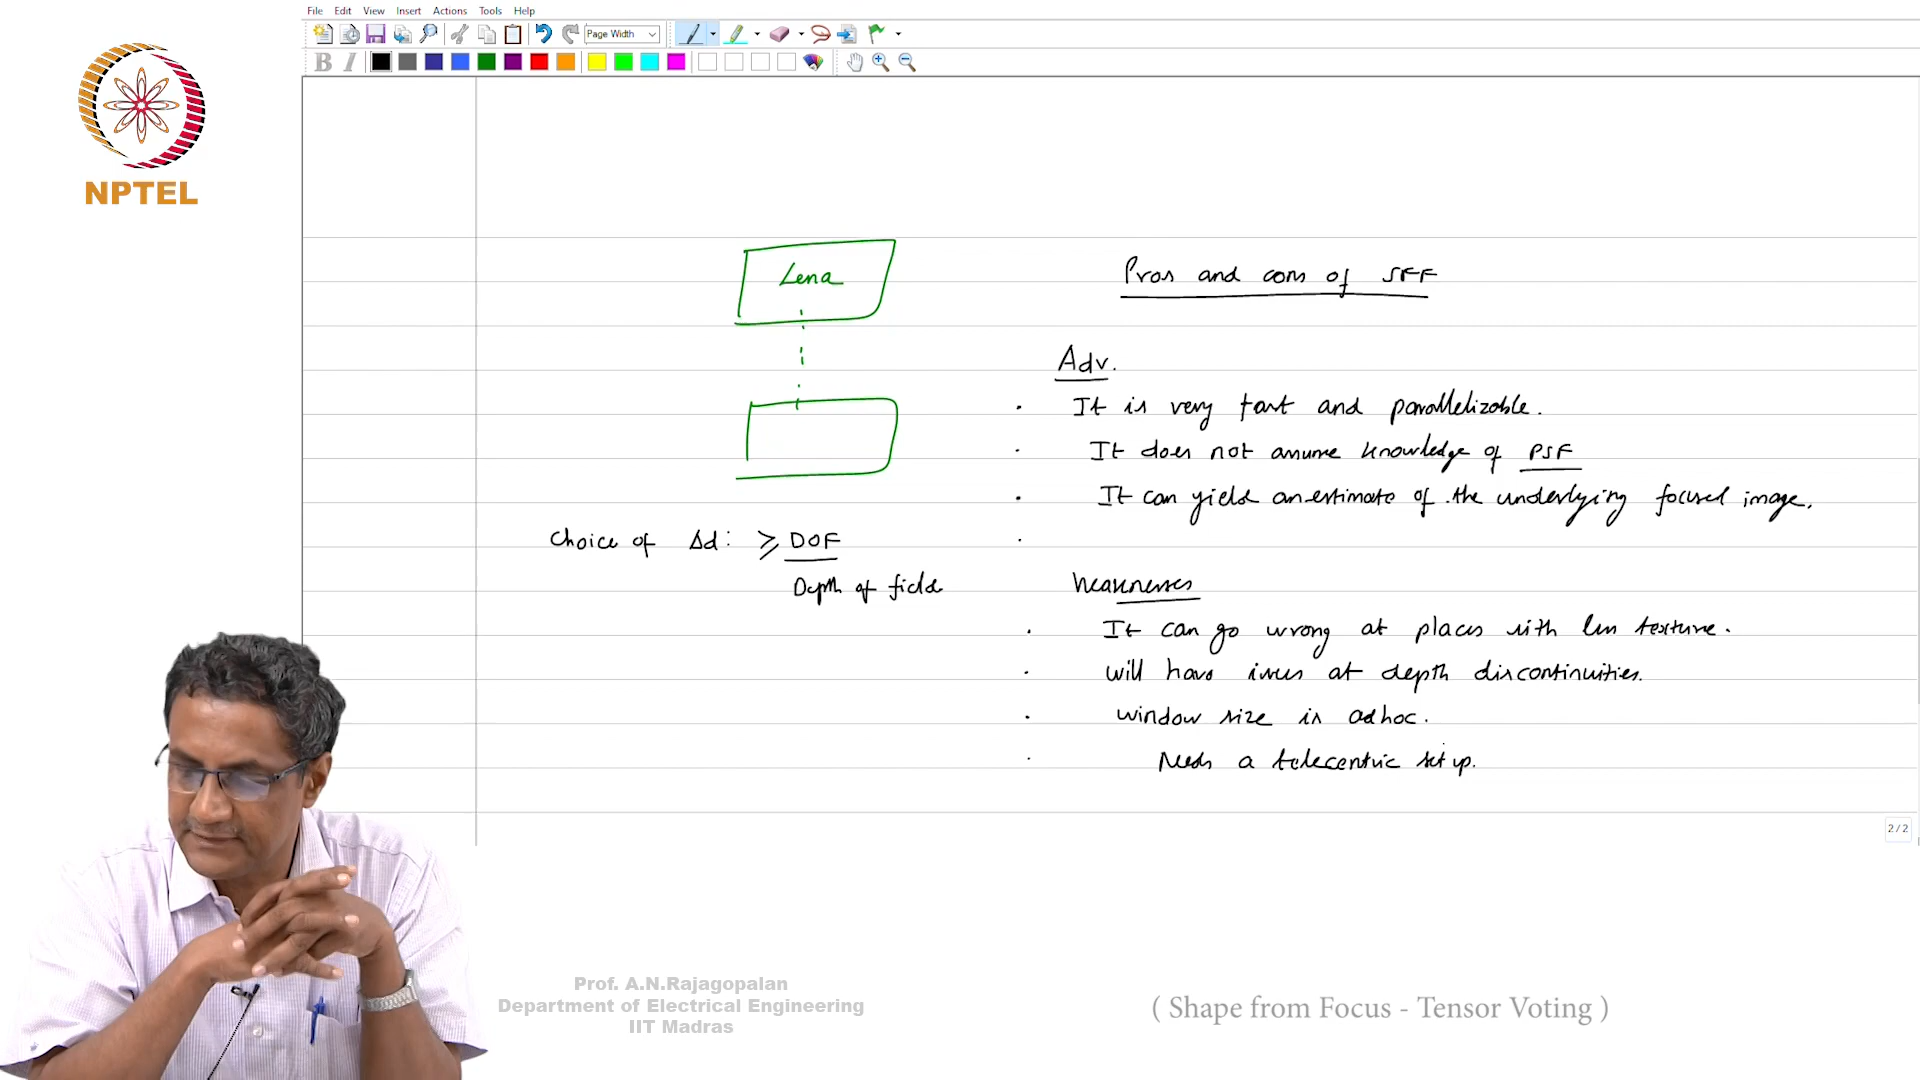 File Edit View Insert Actions Tools Help
Page Width
B I
NPTEL
Lena
Pros and cons of SFF
Adv.
. It is very fast and parallelizable.
. It does not assume knowledge of PSF
. It can yield an estimate of the underlying focused image.
Choice of Δd: ≥ DOF
Depth of field
Weaknesses
. It can go wrong at places with less texture.
. Will have issues at depth discontinuities.
. Window size is adhoc.
. Needs a telecentric set up.
2/2
Prof. A.N.Rajagopalan
Department of Electrical Engineering
IIT Madras
( Shape from Focus - Tensor Voting )